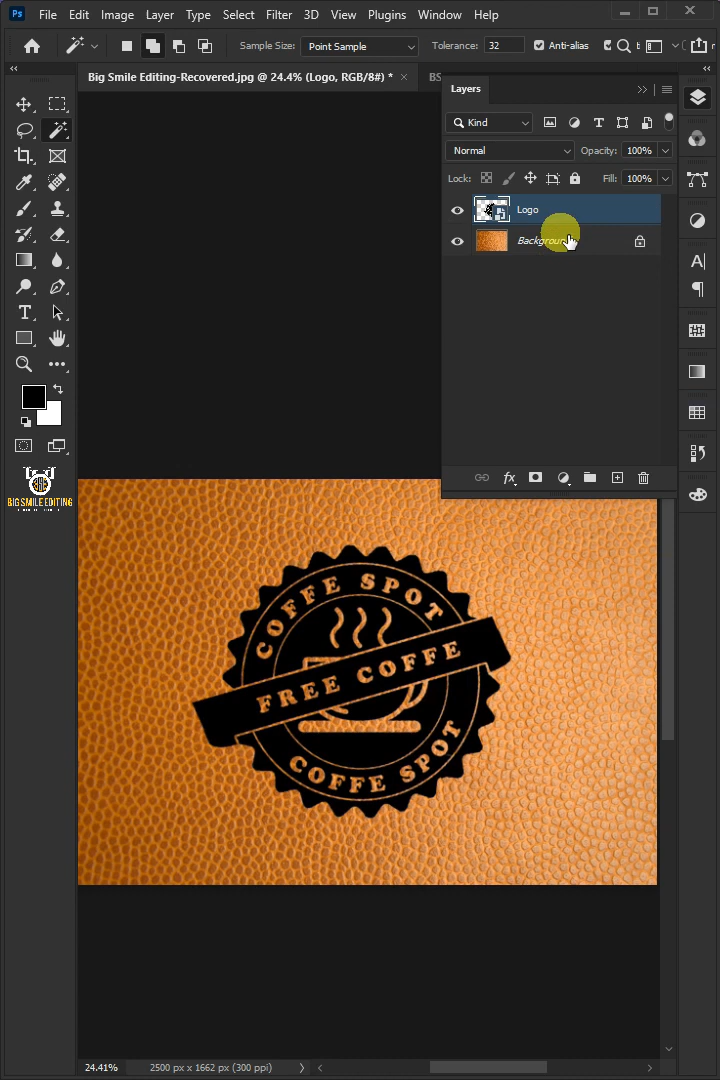 Ps File Edit Image Layer Type Select Filter 3D View Plugins Window Help
Sample Size: Point Sample Tolerance: 32 Anti-alias
Big Smile Editing-Recovered.jpg @ 24.4% (Logo, RGB/8#) * × BS
Layers
Kind
Normal Opacity: 100%
Lock: Fill: 100%
Logo
Background
fx
BIG SMILE EDITING
COFFE SPOT
FREE COFFE
COFFE SPOT
24.41% 2500 px x 1662 px (300 ppi)